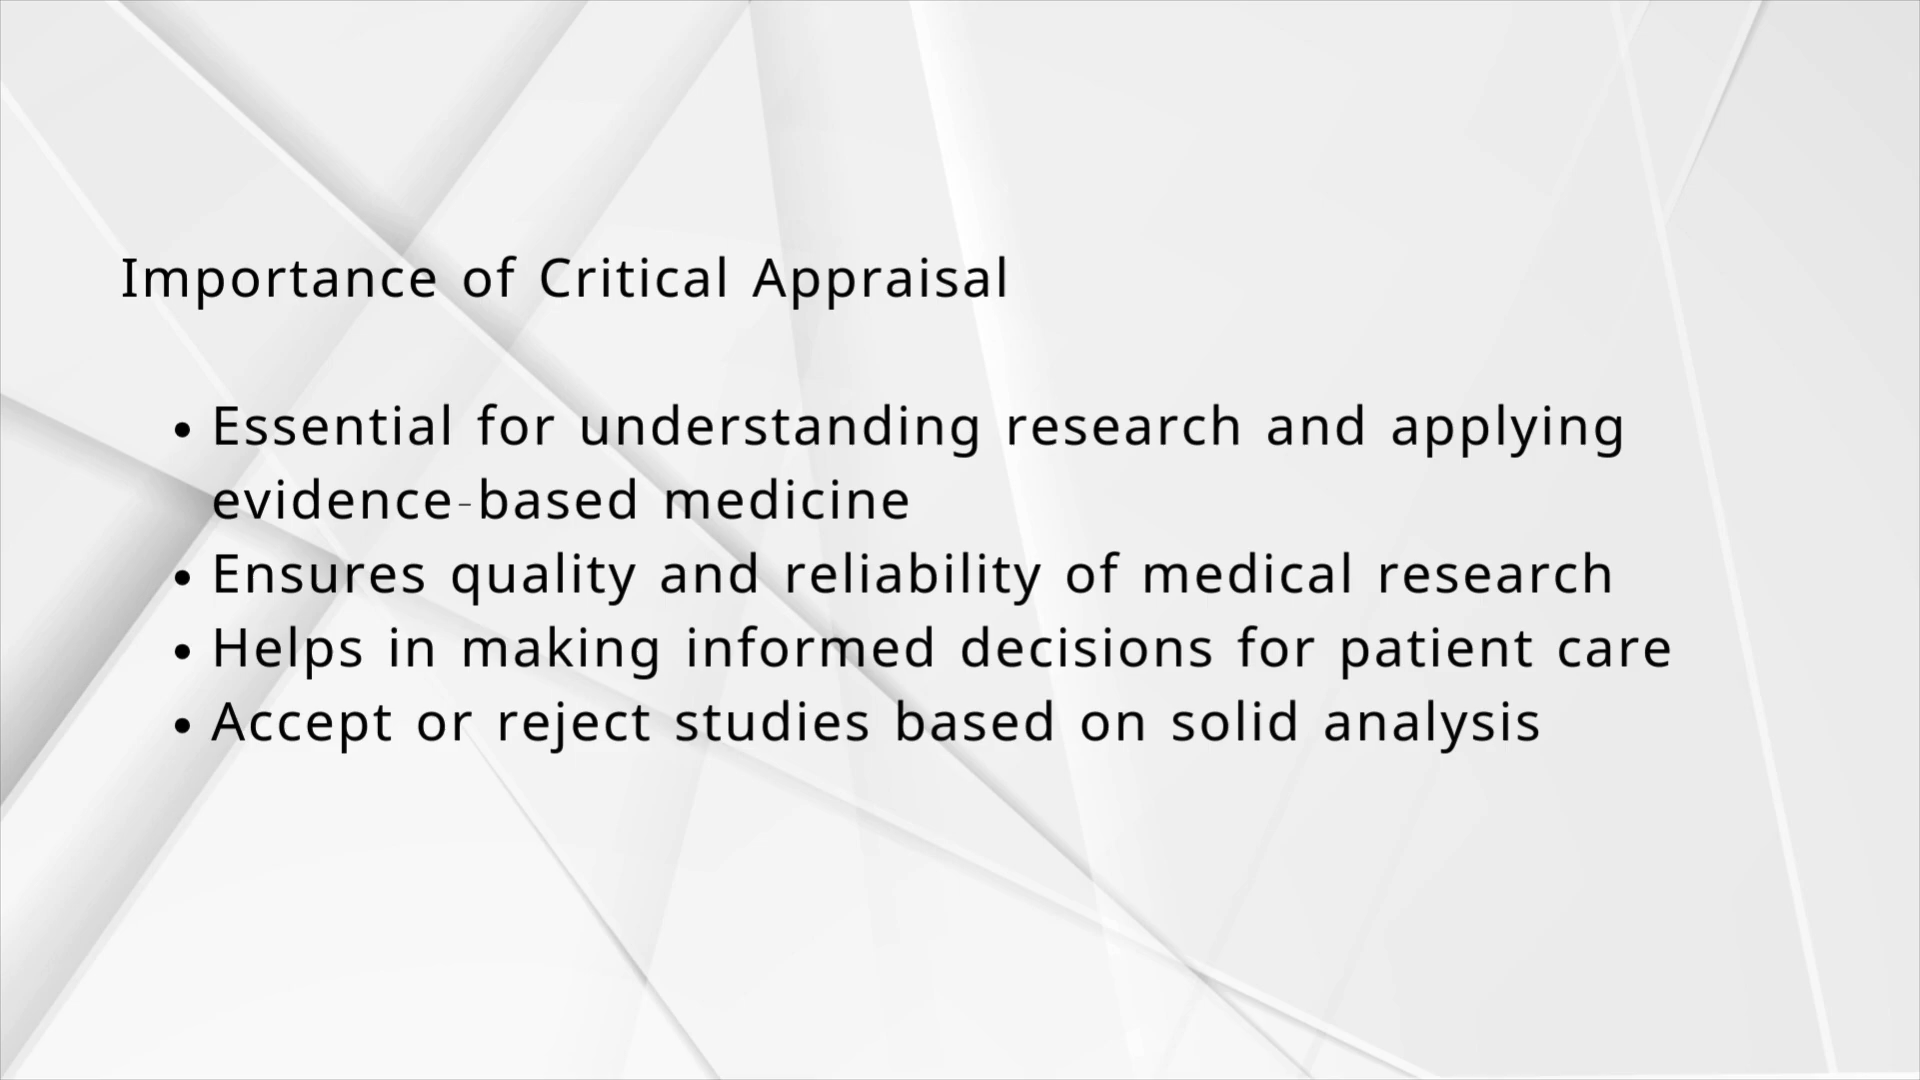 Importance of Critical Appraisal
• Essential for understanding research and applying
evidence-based medicine
• Ensures quality and reliability of medical research
• Helps in making informed decisions for patient care
• Accept or reject studies based on solid analysis